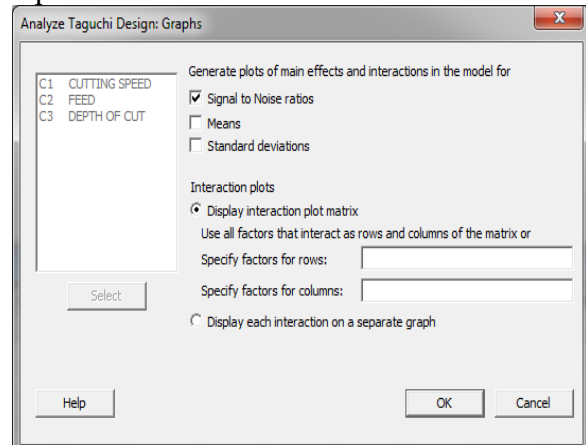 Analyze Taguchi Design: Graphs
C1 CUTTING SPEED
C2 FEED
C3 DEPTH OF CUT
Select
Generate plots of main effects and interactions in the model for
Signal to Noise ratios
Means
Standard deviations
Interaction plots
Display interaction plot matrix
Use all factors that interact as rows and columns of the matrix or
Specify factors for rows:
Specify factors for columns:
Display each interaction on a separate graph
Help
OK
Cancel